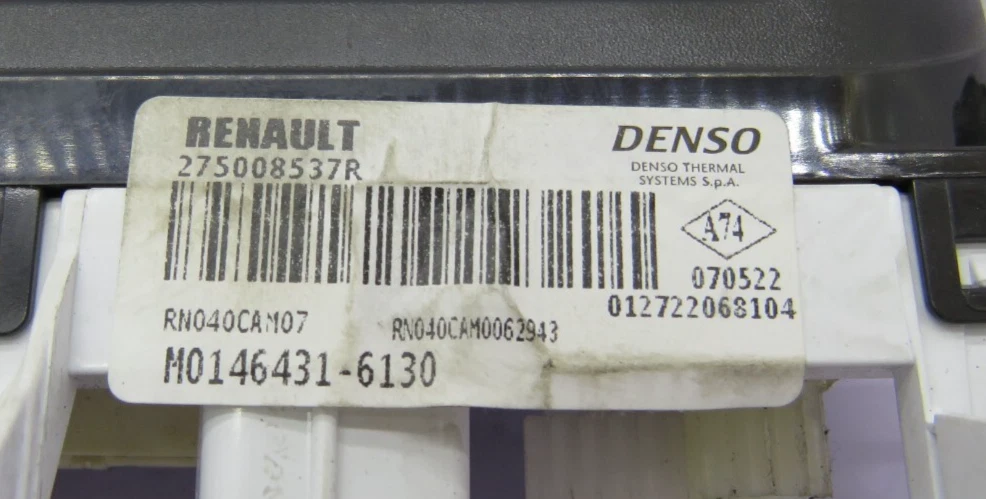 RENAULT
275008537R
DENSO
DENSO THERMAL
SYSTEMS S.p.A.
A74
070522
012722068104
RN040CAM07
RN040CAM0062943
M0146431-6130